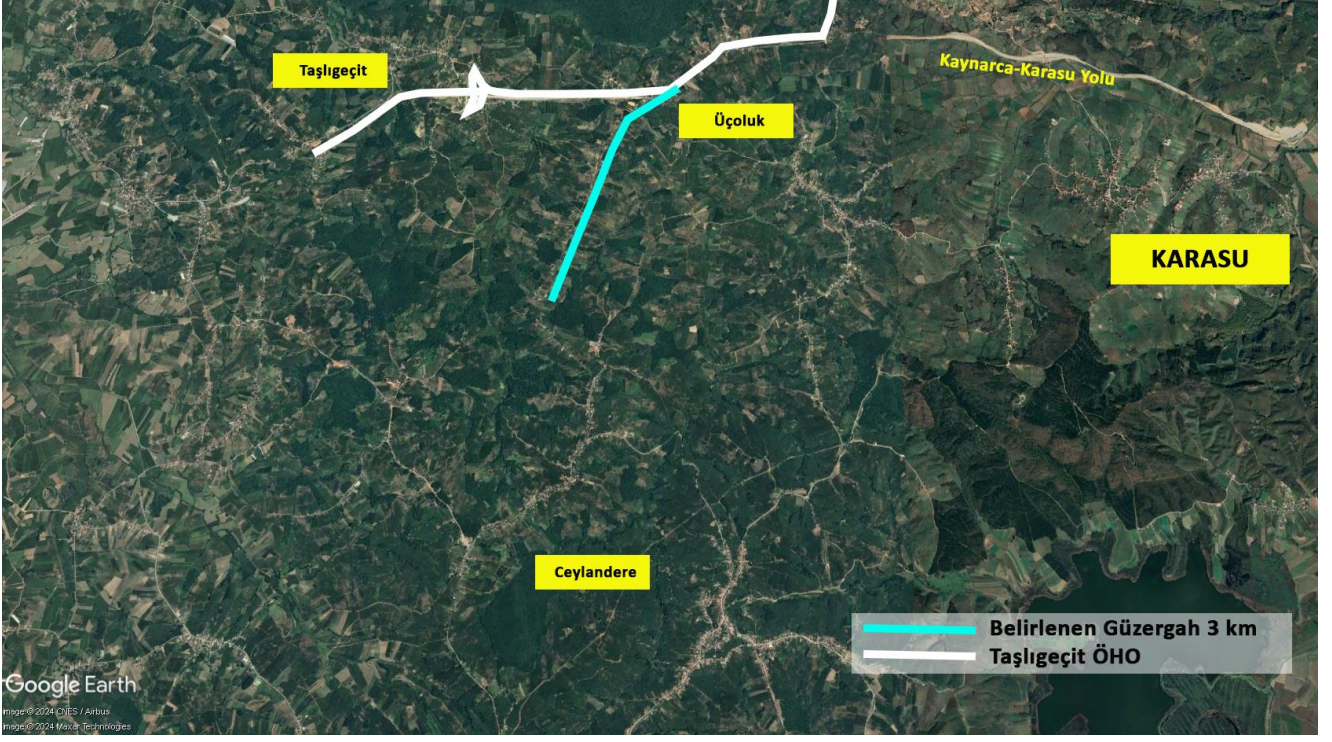 Kaynarca-Karasu Yolu
Taşlıgeçit
Üçoluk
KARASU
Ceylandere
Belirlenen Güzergah 3 km
Taşlıgeçit ÖHO
Google Earth
Image © 2024 CNES / Airbus
Image © 2024 Maxar Technologies